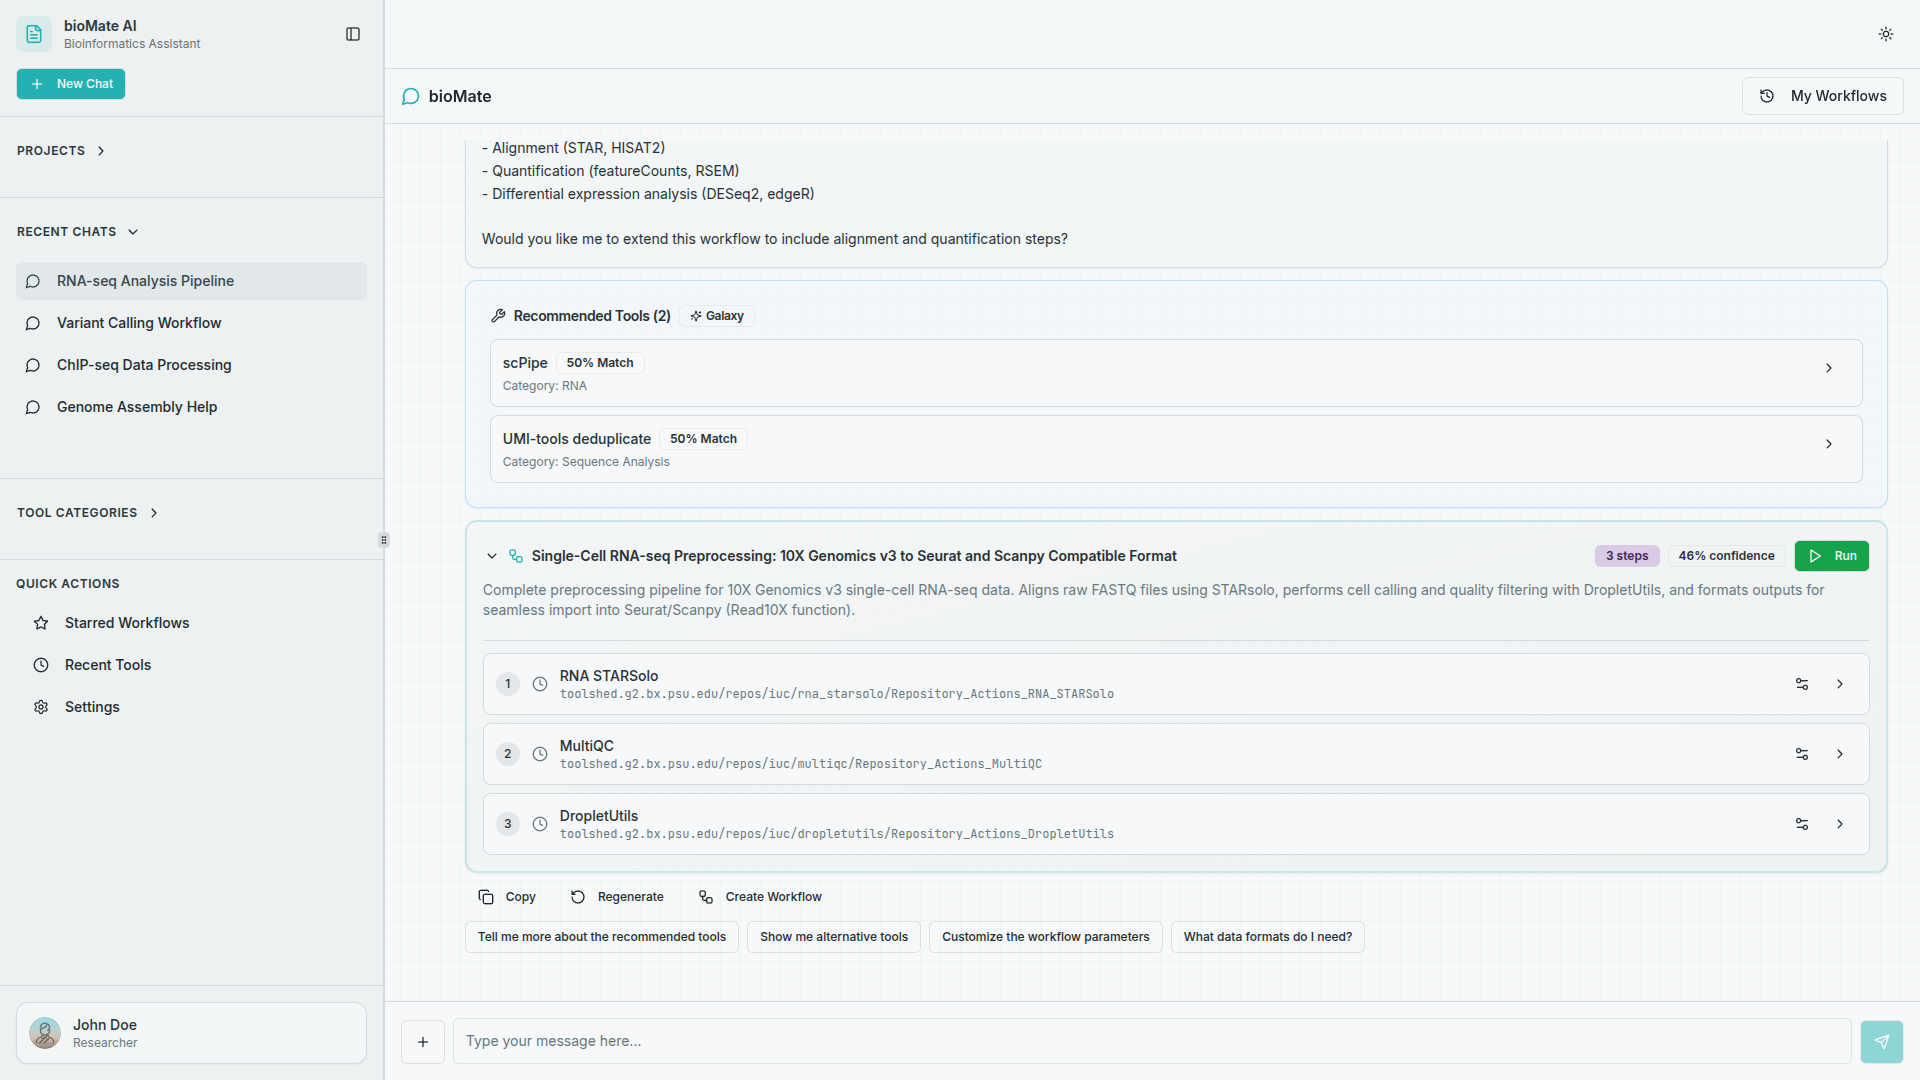 bioMate AI
Bioinformatics Assistant
New Chat
PROJECTS
RECENT CHATS
RNA-seq Analysis Pipeline
Variant Calling Workflow
ChIP-seq Data Processing
Genome Assembly Help
TOOL CATEGORIES
QUICK ACTIONS
Starred Workflows
Recent Tools
Settings
John Doe
Researcher
bioMate
My Workflows
- Alignment (STAR, HISAT2)
- Quantification (featureCounts, RSEM)
- Differential expression analysis (DESeq2, edgeR)
Would you like me to extend this workflow to include alignment and quantification steps?
Recommended Tools (2) Galaxy
scPipe 50% Match
Category: RNA
UMI-tools deduplicate 50% Match
Category: Sequence Analysis
Single-Cell RNA-seq Preprocessing: 10X Genomics v3 to Seurat and Scanpy Compatible Format 3 steps 46% confidence Run
Complete preprocessing pipeline for 10X Genomics v3 single-cell RNA-seq data. Aligns raw FASTQ files using STARsolo, performs cell calling and quality filtering with DropletUtils, and formats outputs for
seamless import into Seurat/Scanpy (Read10X function).
1 RNA STARSolo
toolshed.g2.bx.psu.edu/repos/iuc/rna_starsolo/Repository_Actions_RNA_STARSolo
2 MultiQC
toolshed.g2.bx.psu.edu/repos/iuc/multiqc/Repository_Actions_MultiQC
3 DropletUtils
toolshed.g2.bx.psu.edu/repos/iuc/dropletutils/Repository_Actions_DropletUtils
Copy Regenerate Create Workflow
Tell me more about the recommended tools Show me alternative tools Customize the workflow parameters What data formats do I need?
Type your message here...